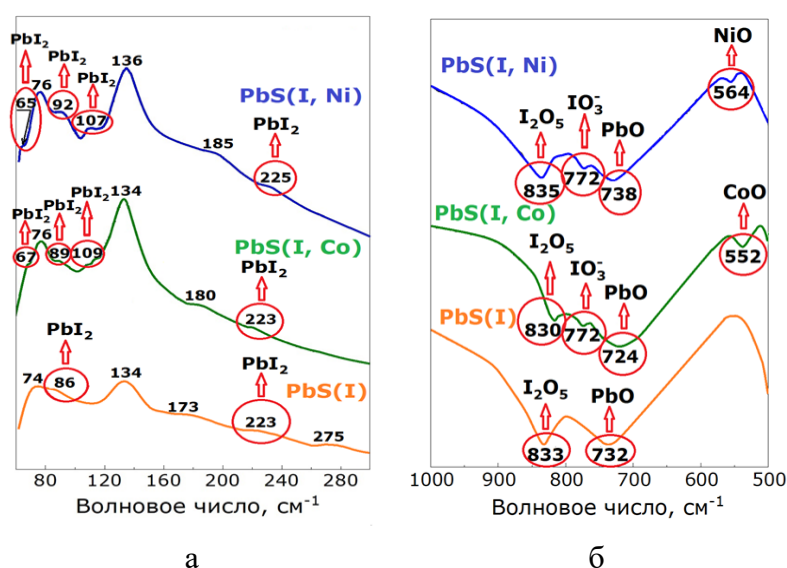 PbI₂
PbI₂
PbI₂
76
65
92
107
136
PbS(I, Ni)
185
PbI₂
225
PbI₂
PbI₂
PbI₂
76
67
89
109
134
PbS(I, Co)
180
PbI₂
223
PbI₂
74
86
134
173
PbI₂
223
PbS(I)
275
80 120 160 200 240 280
Волновое число, см⁻¹
а
NiO
PbS(I, Ni)
564
I₂O₅
IO₃⁻
PbO
835
772
738
CoO
PbS(I, Co)
552
I₂O₅
IO₃⁻
PbO
830
772
724
PbS(I)
I₂O₅
PbO
833
732
1000 900 800 700 600 500
Волновое число, см⁻¹
б